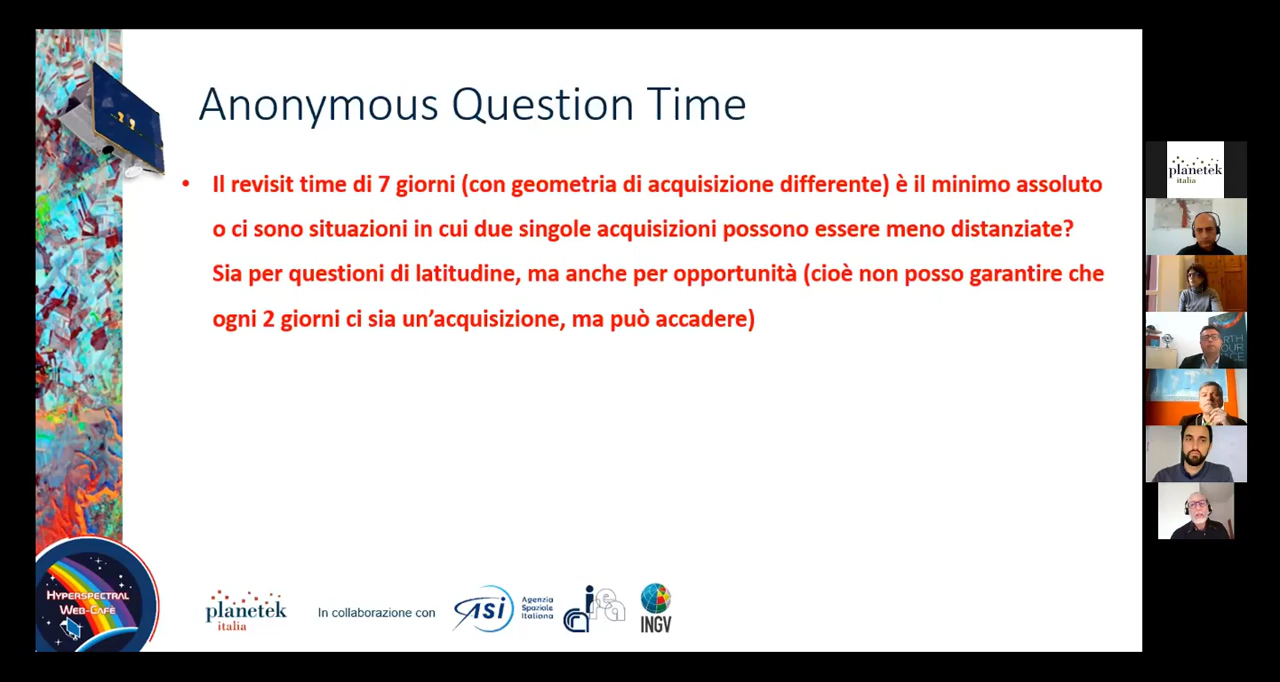 Anonymous Question Time
• Il revisit time di 7 giorni (con geometria di acquisizione differente) è il minimo assoluto
o ci sono situazioni in cui due singole acquisizioni possono essere meno distanziate?
Sia per questioni di latitudine, ma anche per opportunità (cioè non posso garantire che
ogni 2 giorni ci sia un'acquisizione, ma può accadere)
planetek
italia
HYPERSPECTRAL
WEB-CAFÈ
planetek
italia
In collaborazione con
ASI
Agenzia
Spaziale
Italiana
irea
INGV